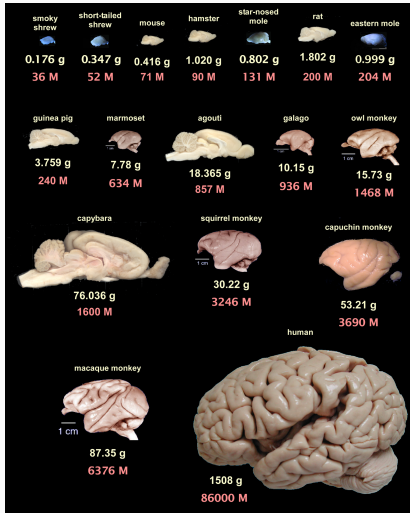 smoky
shrew
0.176 g
36 M
short-tailed
shrew
0.347 g
52 M
mouse
0.416 g
71 M
hamster
1.020 g
90 M
star-nosed
mole
0.802 g
131 M
rat
1.802 g
200 M
eastern mole
0.999 g
204 M
guinea pig
3.759 g
240 M
marmoset
7.78 g
634 M
agouti
18.365 g
857 M
galago
10.15 g
936 M
owl monkey
1 cm
15.73 g
1468 M
capybara
76.036 g
1600 M
squirrel monkey
1 cm
30.22 g
3246 M
capuchin monkey
53.21 g
3690 M
macaque monkey
1 cm
87.35 g
6376 M
human
1508 g
86000 M